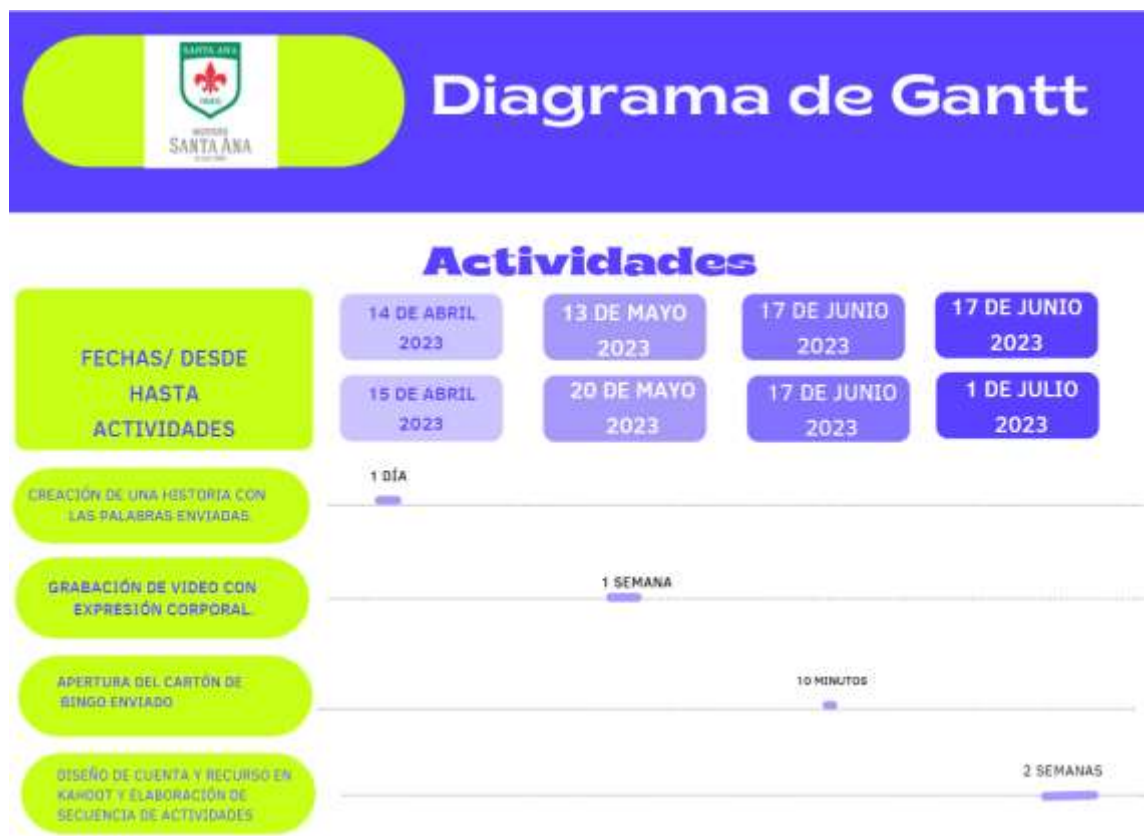 SANTA ANA
SANTA ANA
Diagrama de Gantt
Actividades
FECHAS/ DESDE
HASTA
ACTIVIDADES
14 DE ABRIL
2023
13 DE MAYO
2023
17 DE JUNIO
2023
17 DE JUNIO
2023
15 DE ABRIL
2023
20 DE MAYO
2023
17 DE JUNIO
2023
1 DE JULIO
2023
CREACIÓN DE UNA HISTORIA CON
LAS PALABRAS ENVIADAS.
1 DÍA
GRABACIÓN DE VIDEO CON
EXPRESIÓN CORPORAL.
1 SEMANA
APERTURA DEL CARTÓN DE
BINGO ENVIADO
10 MINUTOS
DISEÑO DE CUENTA Y RECURSO EN
KAHOOT Y ELABORACIÓN DE
SECUENCIA DE ACTIVIDADES
2 SEMANAS